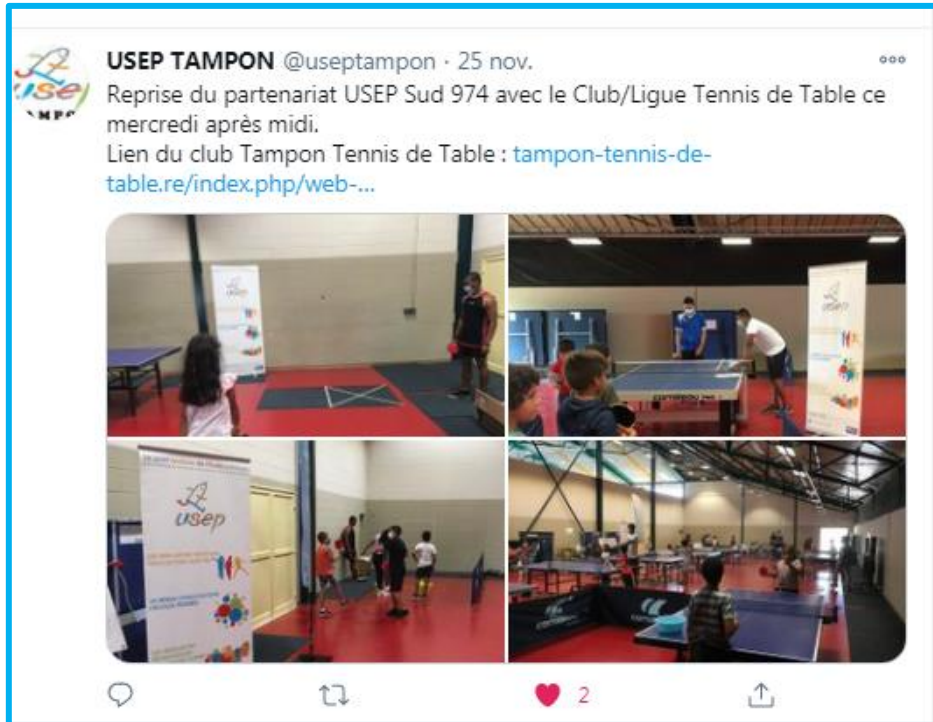 USEP TAMPON @useptampon · 25 nov.
Reprise du partenariat USEP Sud 974 avec le Club/Ligue Tennis de Table ce
mercredi après midi.
Lien du club Tampon Tennis de Table : tampon-tennis-de-
table.re/index.php/web-...
usep
usep
usep
usep
2